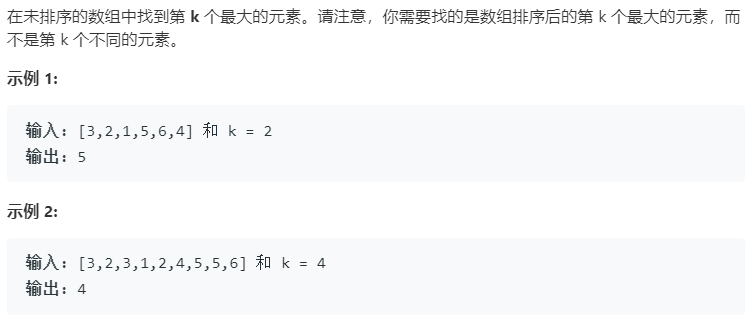 在未排序的数组中找到第 k 个最大的元素。请注意，你需要找的是数组排序后的第 k 个最大的元素，而
不是第 k 个不同的元素。
示例 1:
输入: [3,2,1,5,6,4] 和 k = 2
输出: 5
示例 2:
输入: [3,2,3,1,2,4,5,5,6] 和 k = 4
输出: 4